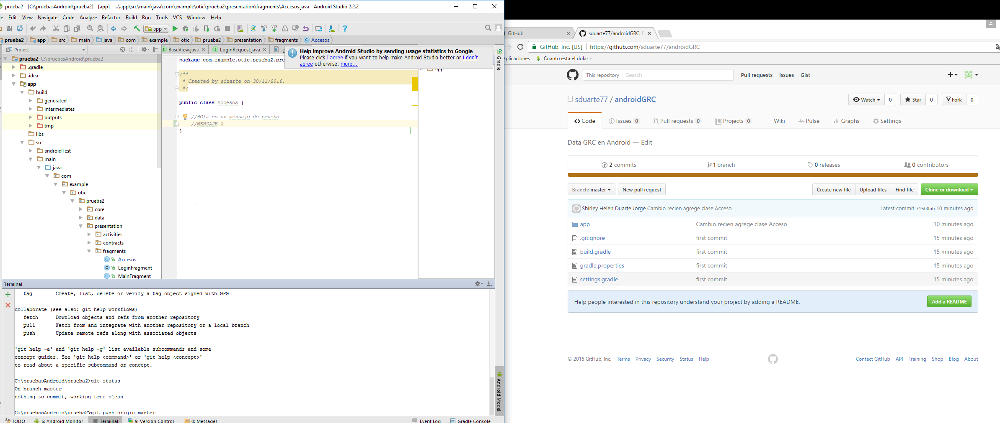 prueba2 - [C:\pruebasAndroid\prueba2] - [app] - ...\app\src\main\java\com\example\otic\prueba2\presentation\fragments\Accesos.java - Android Studio 2.2.2
Edit View Navigate Code Analyze Refactor Build Run Tools VCS Window Help
app
VCS VCS
prueba2 app src main java com example otic prueba2 presentation fragments Accesos
Project
BaseView.java LoginRequest.java
Help improve Android Studio by sending usage statistics to Google
Please click I agree if you want to help make Android Studio better or I don't
agree otherwise. more...
Gradle
prueba2 C:\pruebasAndroid\prueba2
.gradle
.idea
app
build
generated
intermediates
outputs
tmp
libs
src
androidTest
main
java
com
example
otic
prueba2
core
data
presentation
activities
contracts
fragments
Accesos
LoginFragment
MainFragment
package com.example.otic.prueba2.pre
app
/**
* Created by sduarte on 30/11/2016.
*/
public class Accesos {
//HOla es un mensaje de prueba
//MENSAJE 2
}
Terminal
tag Create, list, delete or verify a tag object signed with GPG
collaborate (see also: git help workflows)
fetch Download objects and refs from another repository
pull Fetch from and integrate with another repository or a local branch
push Update remote refs along with associated objects
'git help -a' and 'git help -g' list available subcommands and some
concept guides. See 'git help <command>' or 'git help <concept>'
to read about a specific subcommand or concept.
C:\pruebasAndroid\prueba2>git status
On branch master
nothing to commit, working tree clean
C:\pruebasAndroid\prueba2>git push origin master
Android Model
TODO 6: Android Monitor Terminal 9: Version Control 0: Messages Event Log Gradle Console
GitHub
sduarte77/androidGRC:
GitHub, Inc. [US] https://github.com/sduarte77/androidGRC
plicaciones Cuanto esta el dolar e
This repository Search Pull requests Issues Gist
sduarte77 / androidGRC
Watch 0 Star 0 Fork 0
Code Issues 0 Pull requests 0 Projects 0 Wiki Pulse Graphs Settings
Data GRC en Android — Edit
2 commits 1 branch 0 releases 0 contributors
Branch: master New pull request Create new file Upload files Find file Clone or download
Shirley Helen Duarte Jorge Cambio recien agrege clase Acceso Latest commit 715b0ab 10 minutes ago
app Cambio recien agrege clase Acceso 10 minutes ago
.gitignore first commit 15 minutes ago
build.gradle first commit 15 minutes ago
gradle.properties first commit 15 minutes ago
settings.gradle first commit 15 minutes ago
Help people interested in this repository understand your project by adding a README. Add a README
© 2016 GitHub, Inc. Terms Privacy Security Status Help Contact GitHub API Training Shop Blog About